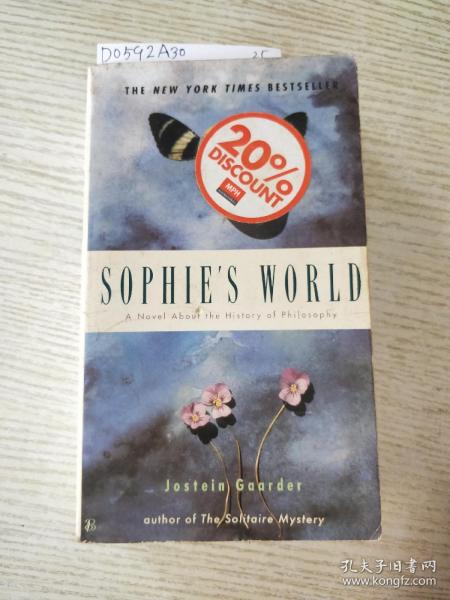 D0592A30
THE NEW YORK TIMES BESTSELLER
20%
DISCOUNT
MPH
SOPHIE'S WORLD
A Novel About the History of Philosophy
Jostein Gaarder
author of The Solitaire Mystery
B
孔夫子旧书网
www.kongfz.com